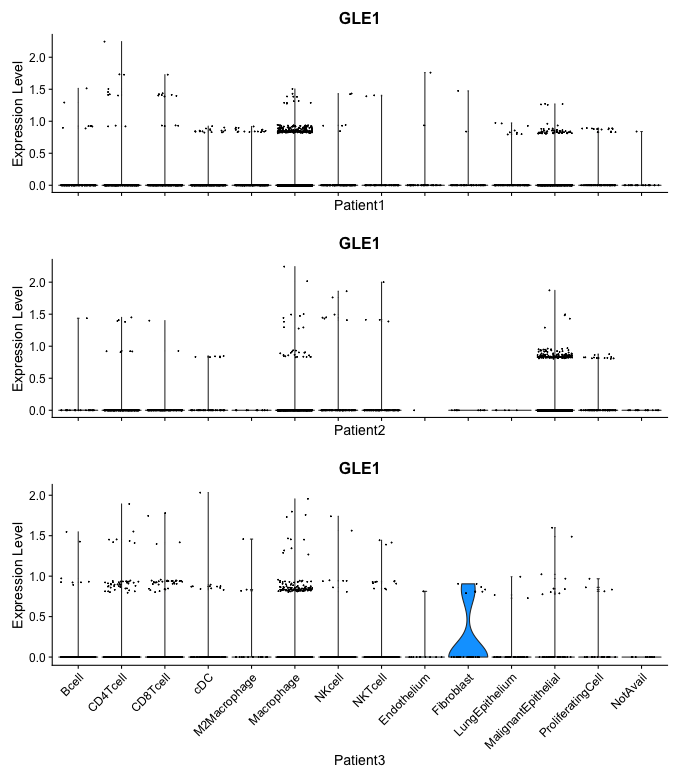 GLE1
Expression Level
2.0
1.5
1.0
0.5
0.0
Patient1
GLE1
Expression Level
2.0
1.5
1.0
0.5
0.0
Patient2
GLE1
Expression Level
2.0
1.5
1.0
0.5
0.0
Bcell
CD4Tcell
CD8Tcell
cDC
M2Macrophage
Macrophage
NKcell
NKTcell
Endothelium
Fibroblast
LungEpithelium
MalignantEpithelial
ProliferatingCell
NotAvail
Patient3